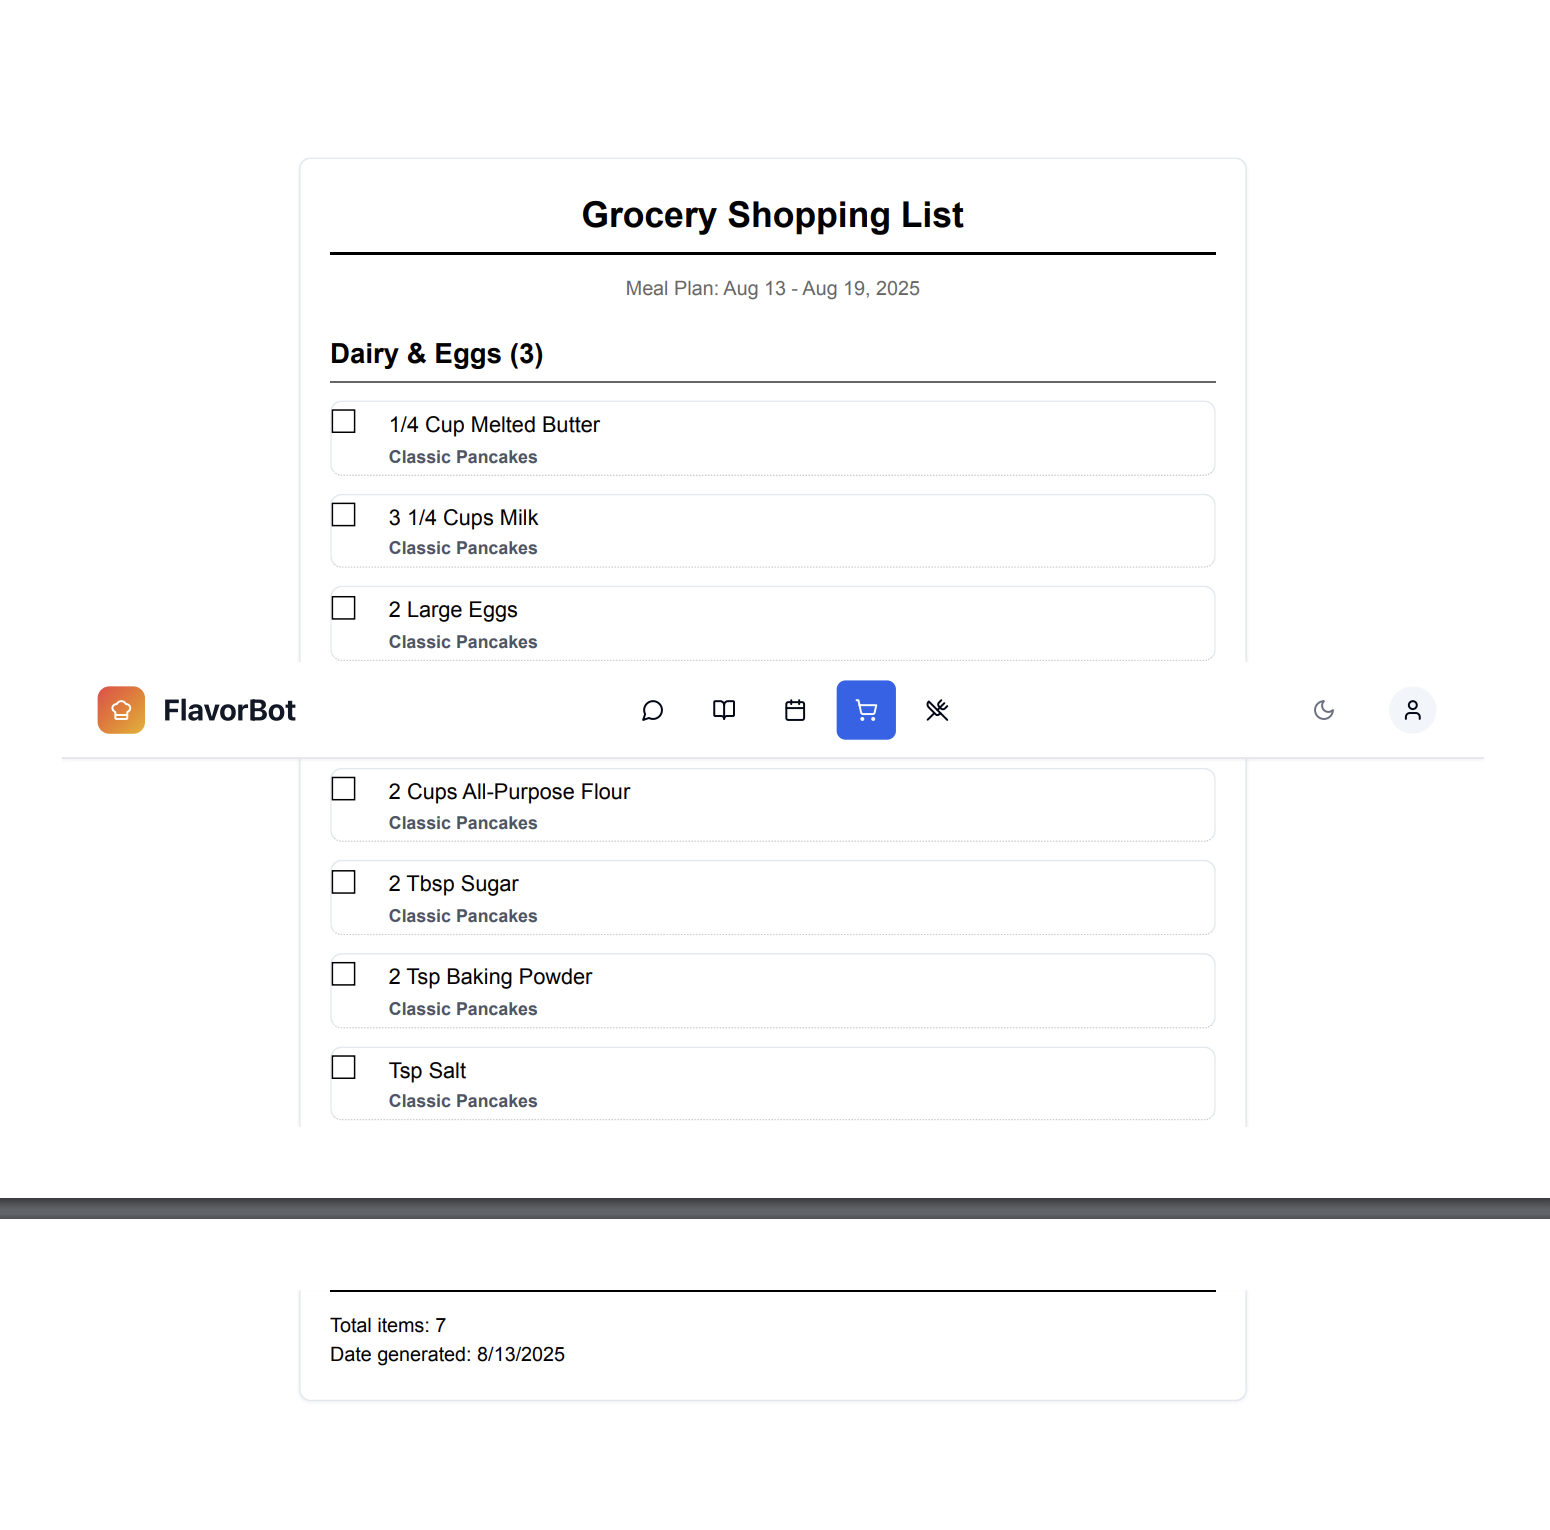 Grocery Shopping List
Meal Plan: Aug 13 - Aug 19, 2025
Dairy & Eggs (3)
1/4 Cup Melted Butter
Classic Pancakes
3 1/4 Cups Milk
Classic Pancakes
2 Large Eggs
Classic Pancakes
FlavorBot
2 Cups All-Purpose Flour
Classic Pancakes
2 Tbsp Sugar
Classic Pancakes
2 Tsp Baking Powder
Classic Pancakes
Tsp Salt
Classic Pancakes
Total items: 7
Date generated: 8/13/2025